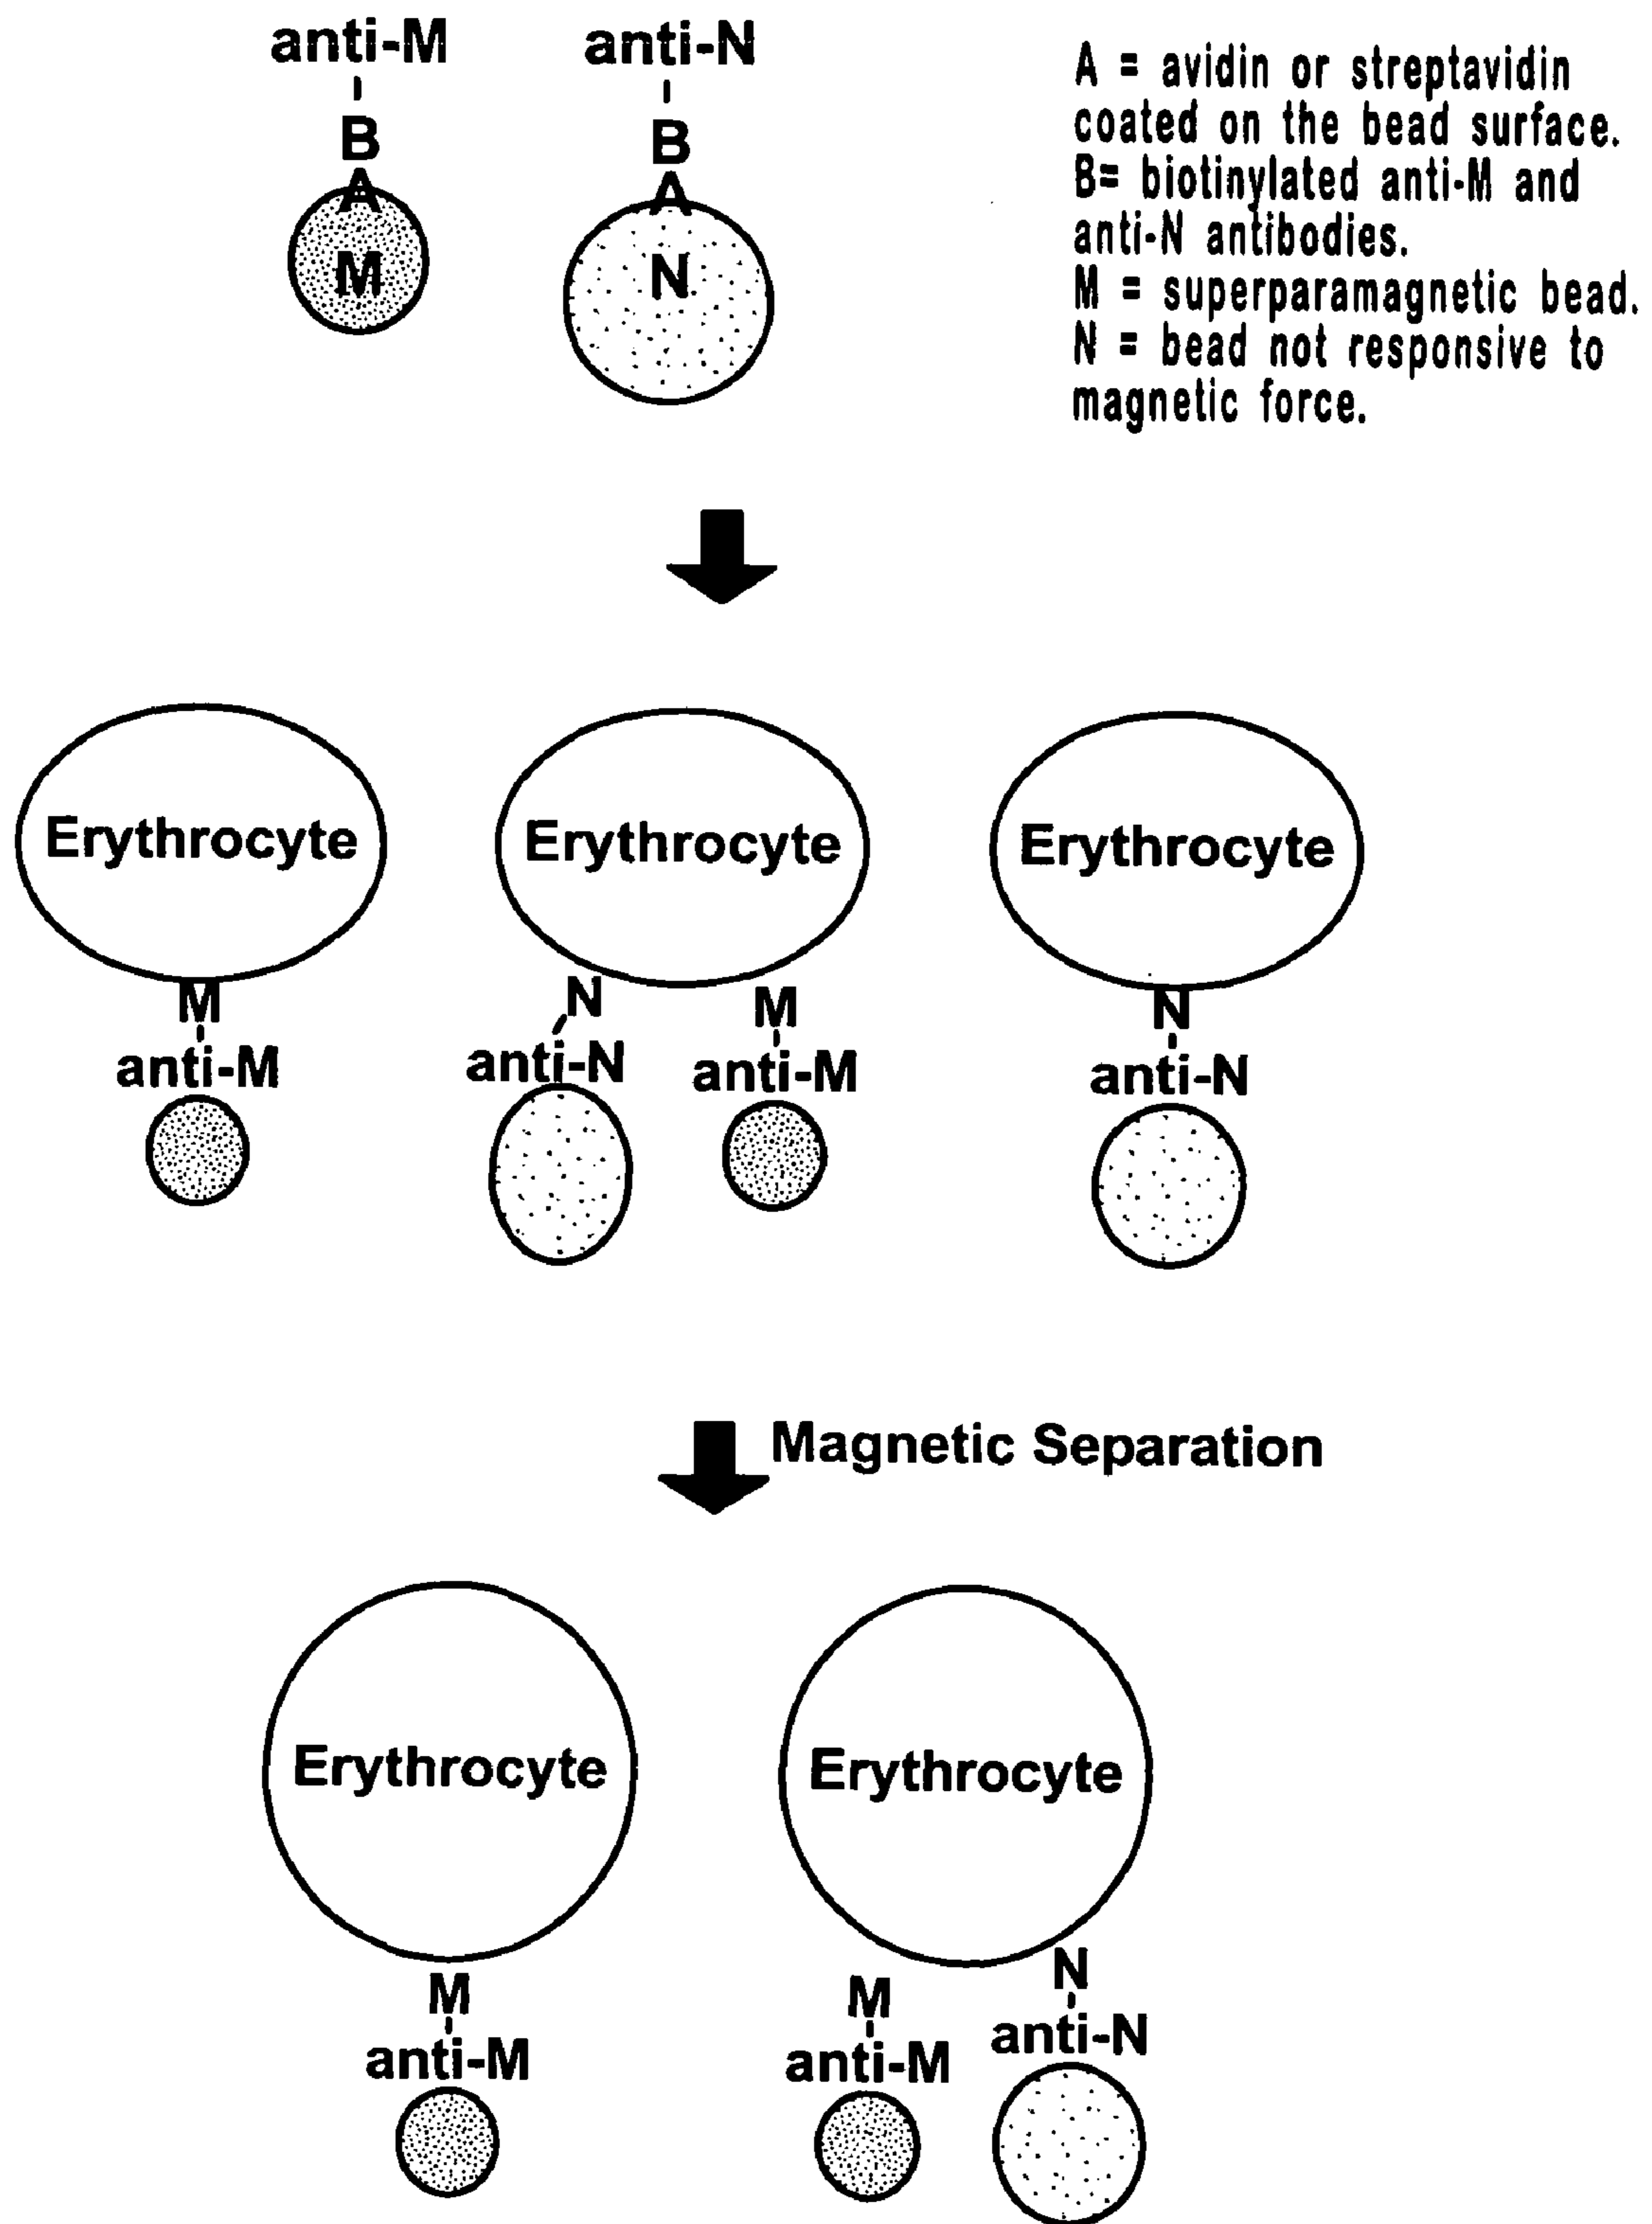 anti-M anti-N
B B
A A
M N
A = avidin or streptavidin
coated on the bead surface.
B= biotinylated anti-M and
anti-N antibodies.
M = superparamagnetic bead.
N = bead not responsive to
magnetic force.
Erythrocyte Erythrocyte Erythrocyte
M N M N
anti-M anti-N anti-M anti-N
Magnetic Separation
Erythrocyte Erythrocyte
M M N
anti-M anti-M anti-N